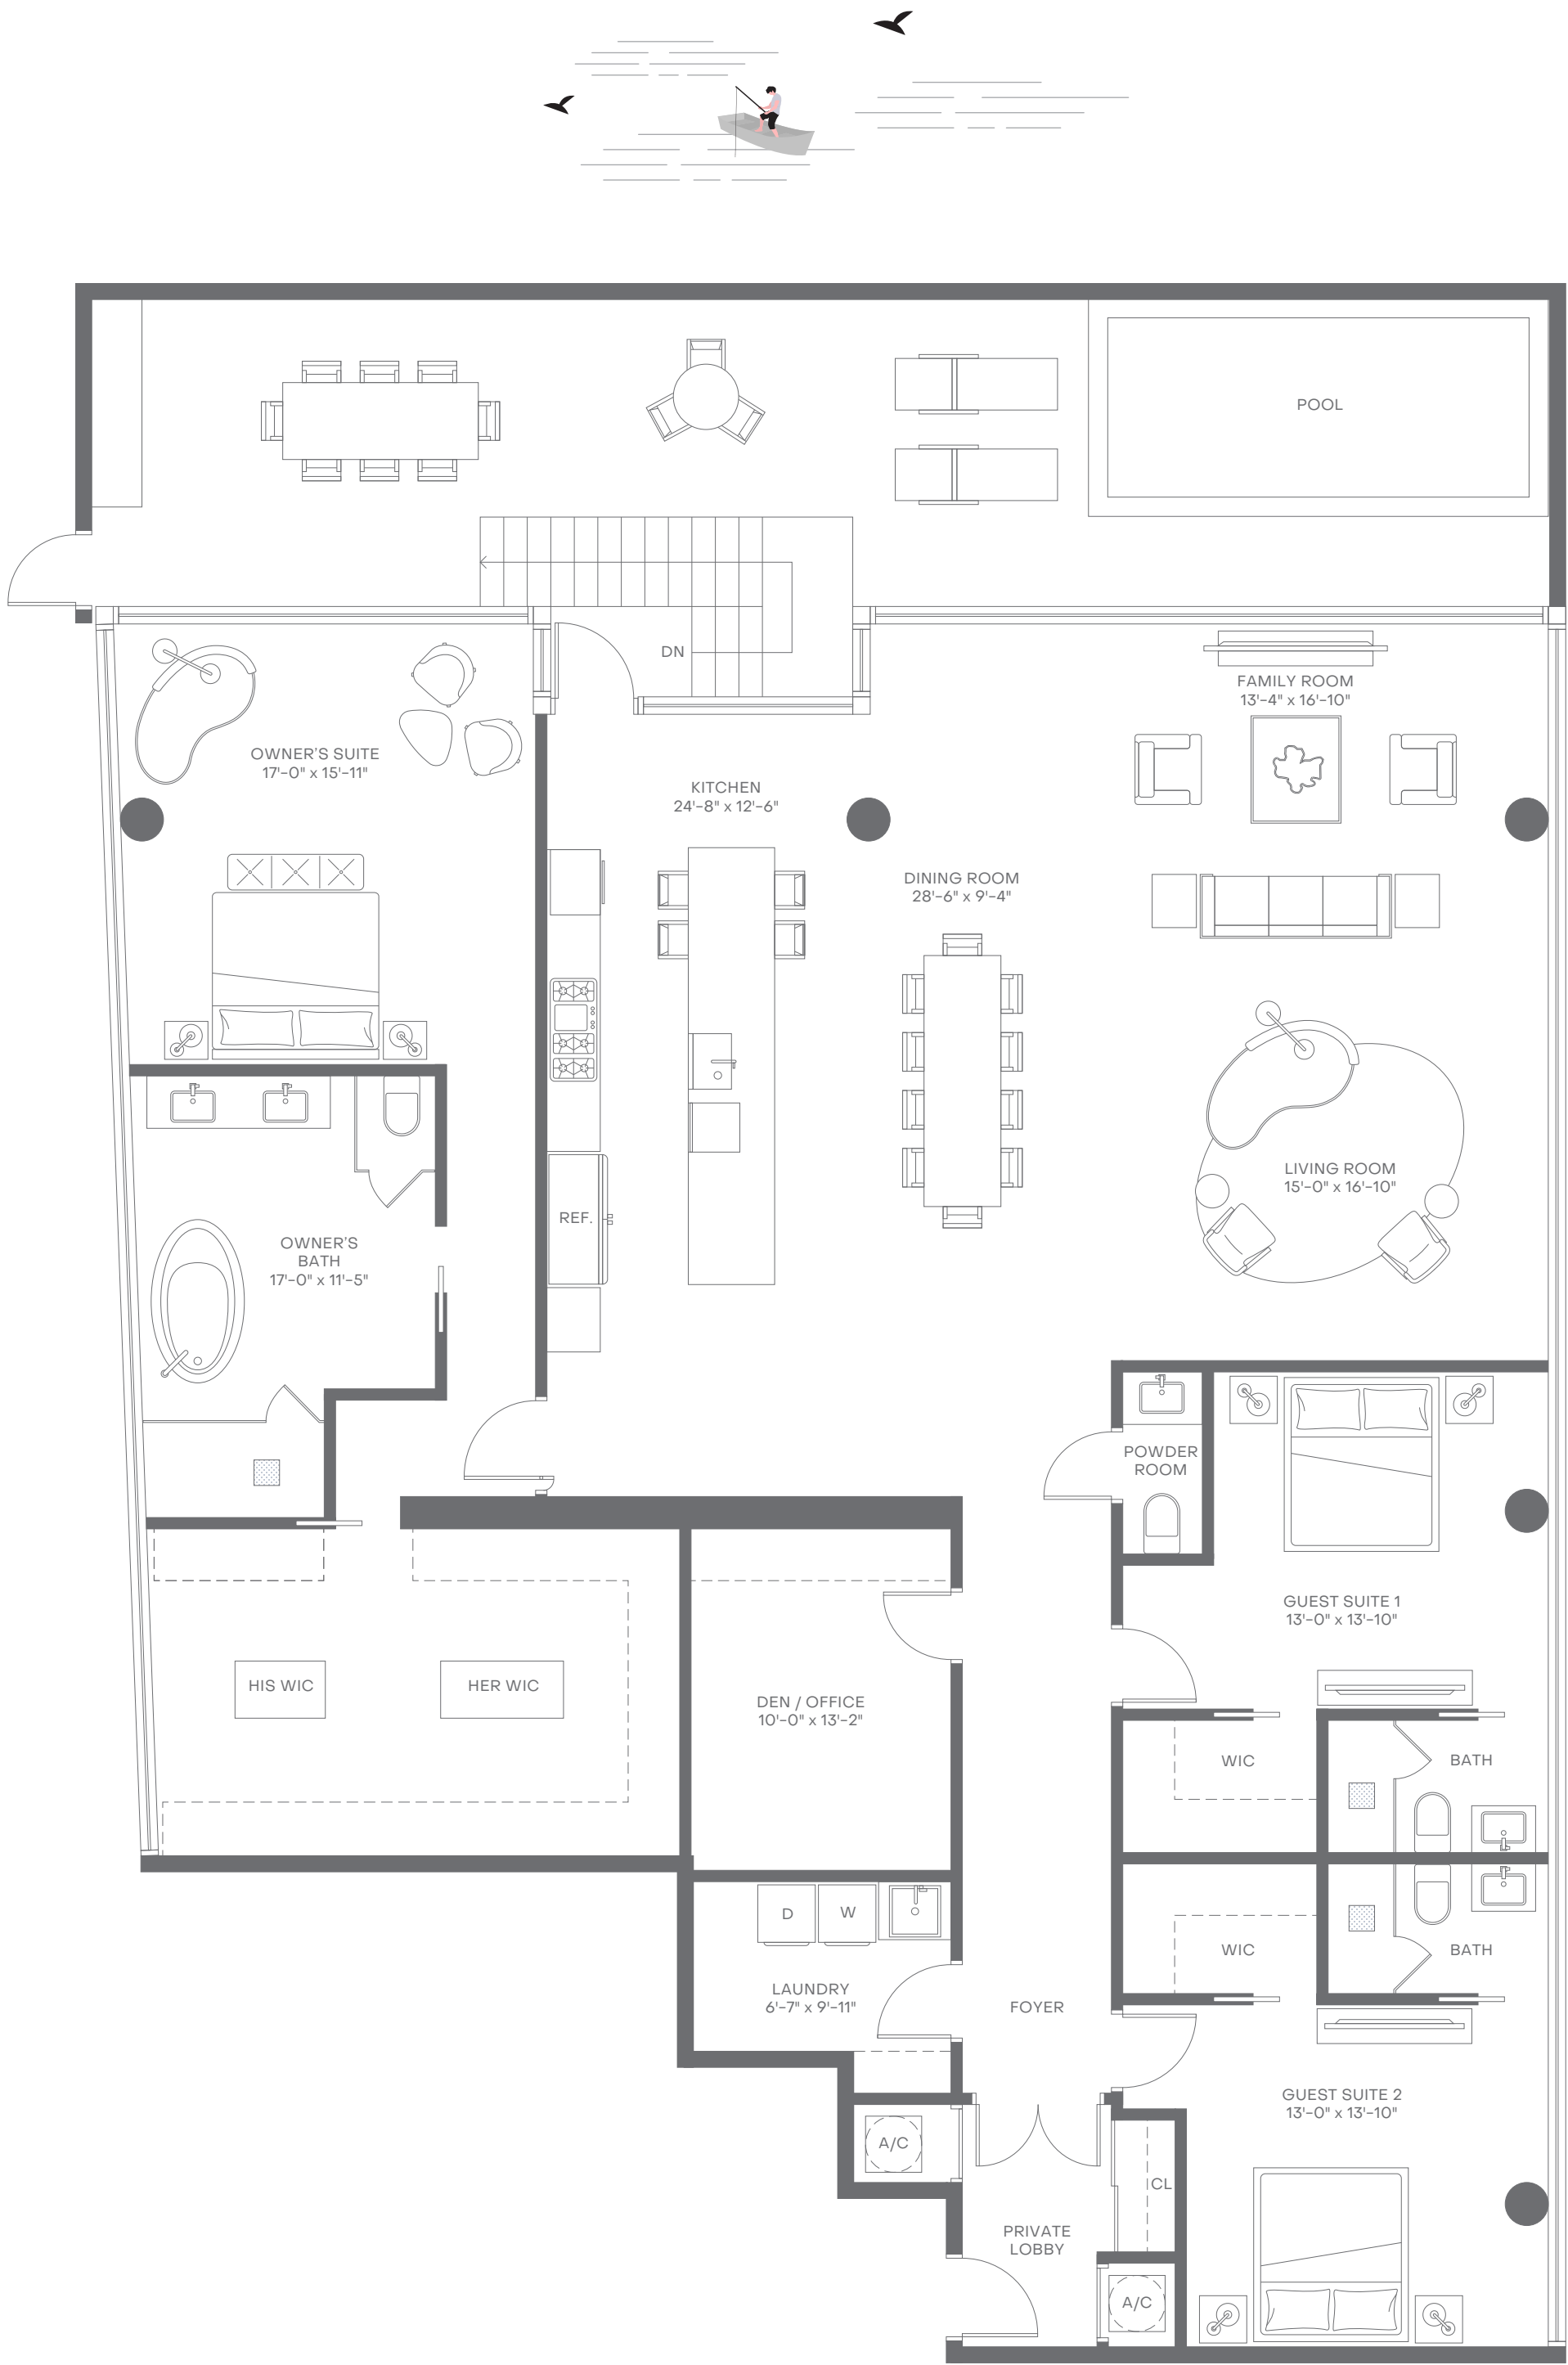 POOL
DN
FAMILY ROOM
13'-4" x 16'-10"
OWNER'S SUITE
17'-0" x 15'-11"
KITCHEN
24'-8" x 12'-6"
DINING ROOM
28'-6" x 9'-4"
LIVING ROOM
15'-0" x 16'-10"
REF.
OWNER'S
BATH
17'-0" x 11'-5"
POWDER
ROOM
GUEST SUITE 1
13'-0" x 13'-10"
HIS WIC
HER WIC
DEN / OFFICE
10'-0" x 13'-2"
WIC
BATH
D
W
WIC
BATH
LAUNDRY
6'-7" x 9'-11"
FOYER
GUEST SUITE 2
13'-0" x 13'-10"
A/C
CL
PRIVATE
LOBBY
A/C